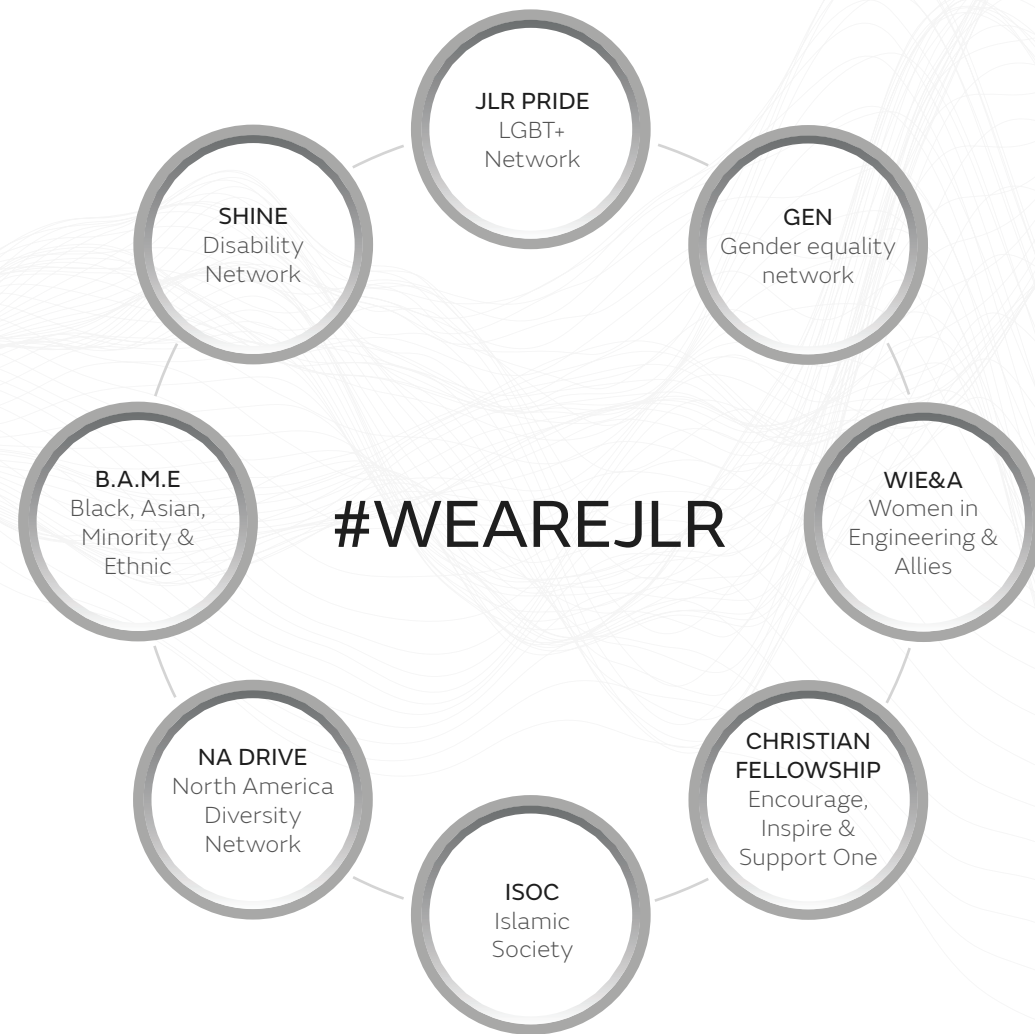 JLR PRIDE
LGBT+
Network
GEN
Gender equality
network
WIE&A
Women in
Engineering &
Allies
CHRISTIAN
FELLOWSHIP
Encourage,
Inspire &
Support One
ISOC
Islamic
Society
NA DRIVE
North America
Diversity
Network
B.A.M.E
Black, Asian,
Minority &
Ethnic
SHINE
Disability
Network
#WEAREJLR